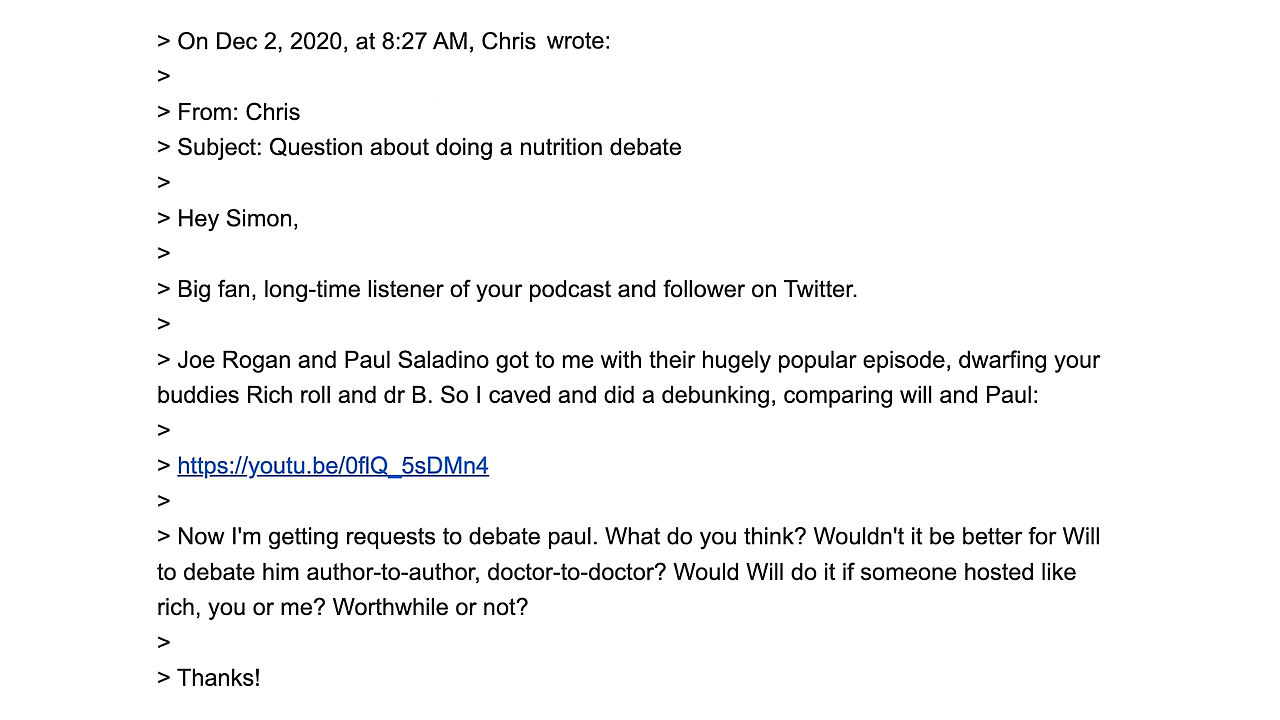 > On Dec 2, 2020, at 8:27 AM, Chris wrote:
>
> From: Chris
> Subject: Question about doing a nutrition debate
>
> Hey Simon,
>
> Big fan, long-time listener of your podcast and follower on Twitter.
>
> Joe Rogan and Paul Saladino got to me with their hugely popular episode, dwarfing your
buddies Rich roll and dr B. So I caved and did a debunking, comparing will and Paul:
>
> https://youtu.be/0flQ_5sDMn4
>
> Now I'm getting requests to debate paul. What do you think? Wouldn't it be better for Will
to debate him author-to-author, doctor-to-doctor? Would Will do it if someone hosted like
rich, you or me? Worthwhile or not?
>
> Thanks!